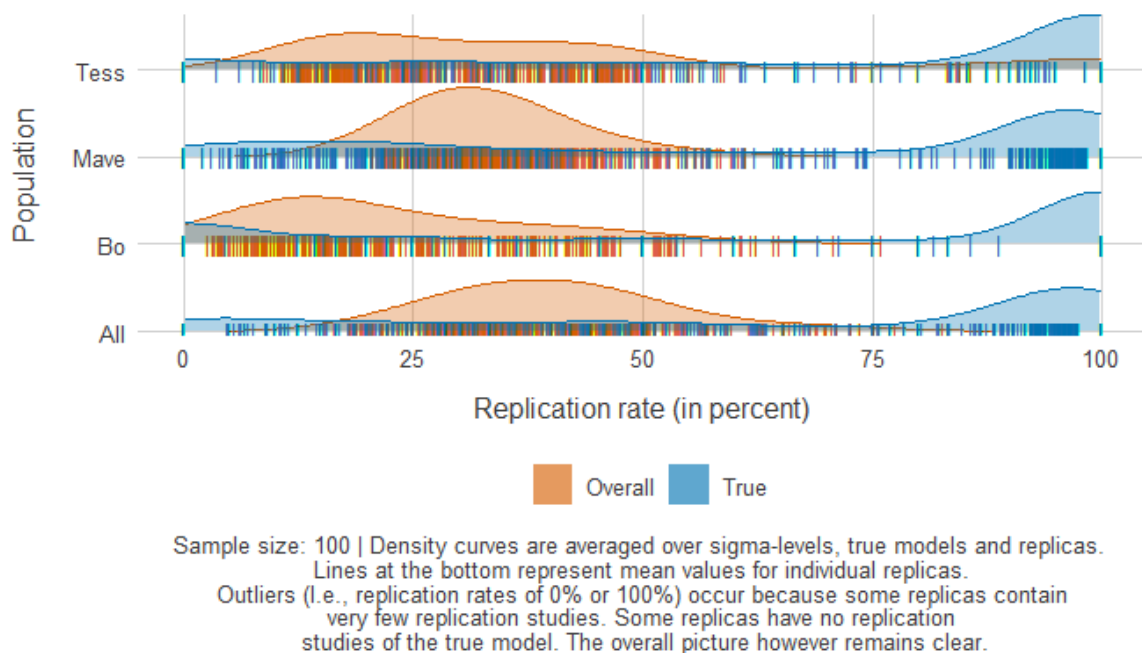 Population
Tess
Mave
Bo
All
0 25 50 75 100
Replication rate (in percent)
Overall True
Sample size: 100 | Density curves are averaged over sigma-levels, true models and replicas.
Lines at the bottom represent mean values for individual replicas.
Outliers (I.e., replication rates of 0% or 100%) occur because some replicas contain
very few replication studies. Some replicas have no replication
studies of the true model. The overall picture however remains clear.